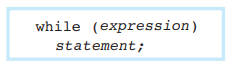 while (expression)
statement;